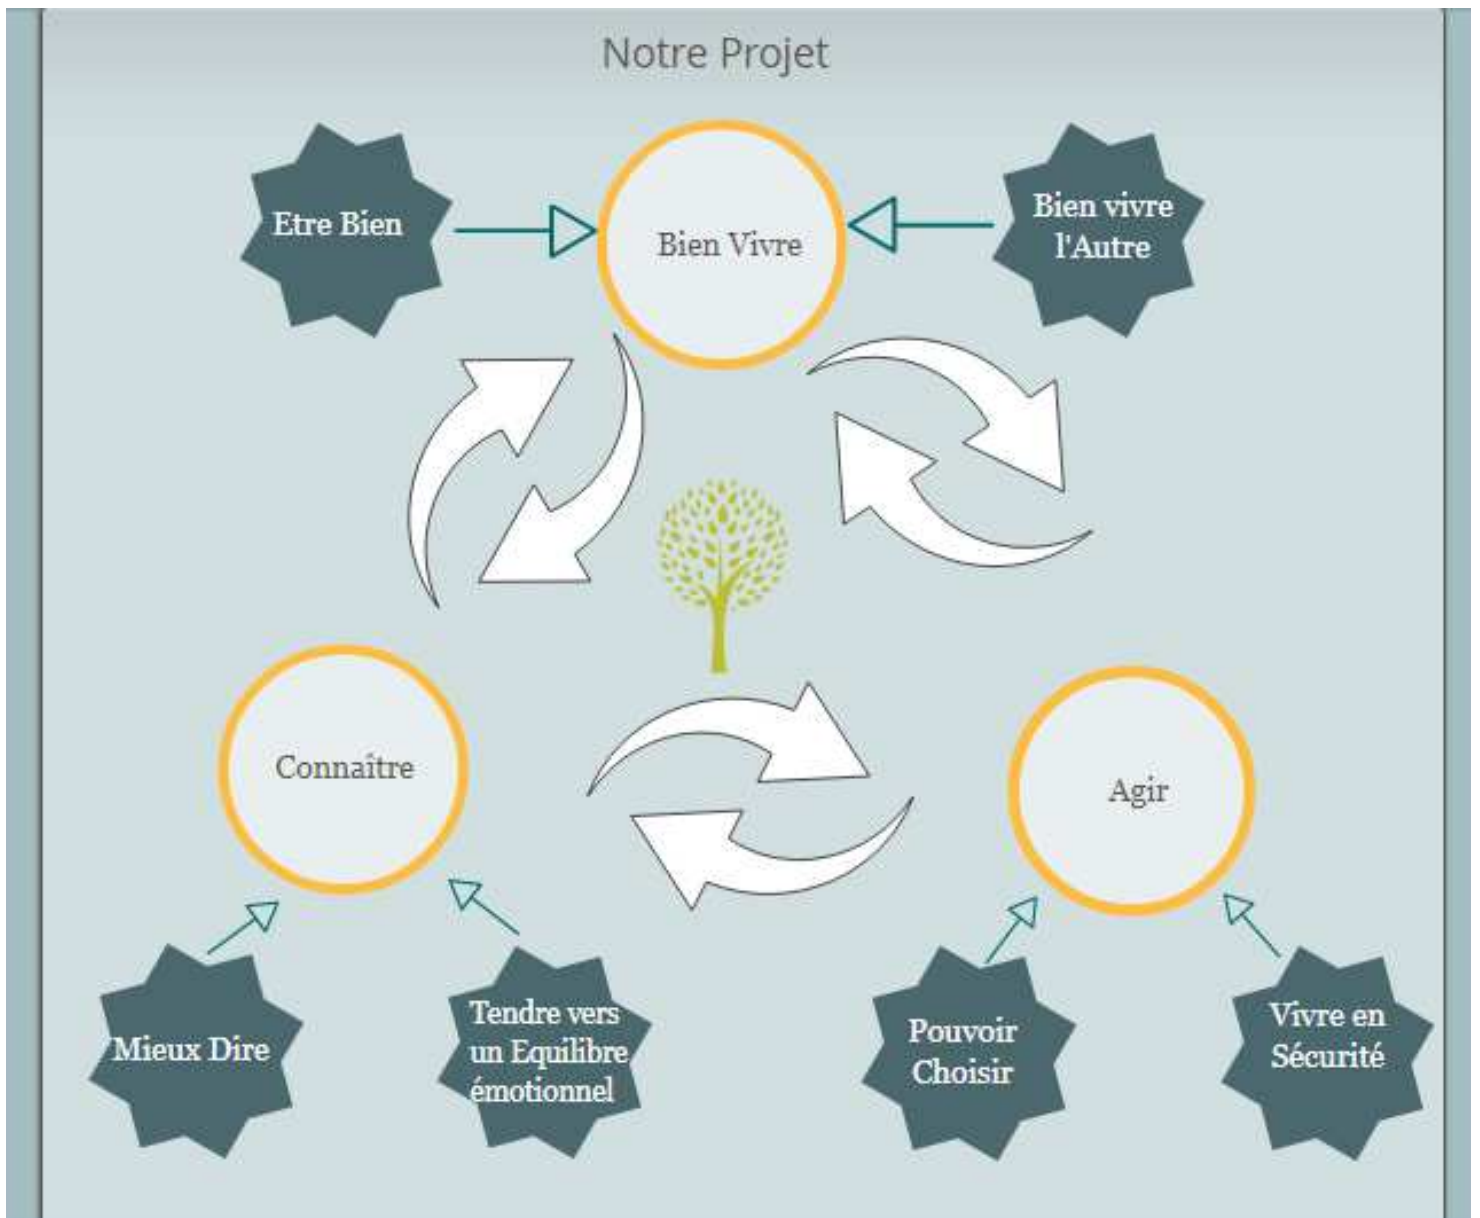 Notre Projet
Etre Bien
Bien Vivre
Bien vivre
l'Autre
Connaître
Agir
Mieux Dire
Tendre vers
un Equilibre
émotionnel
Pouvoir
Choisir
Vivre en
Sécurité